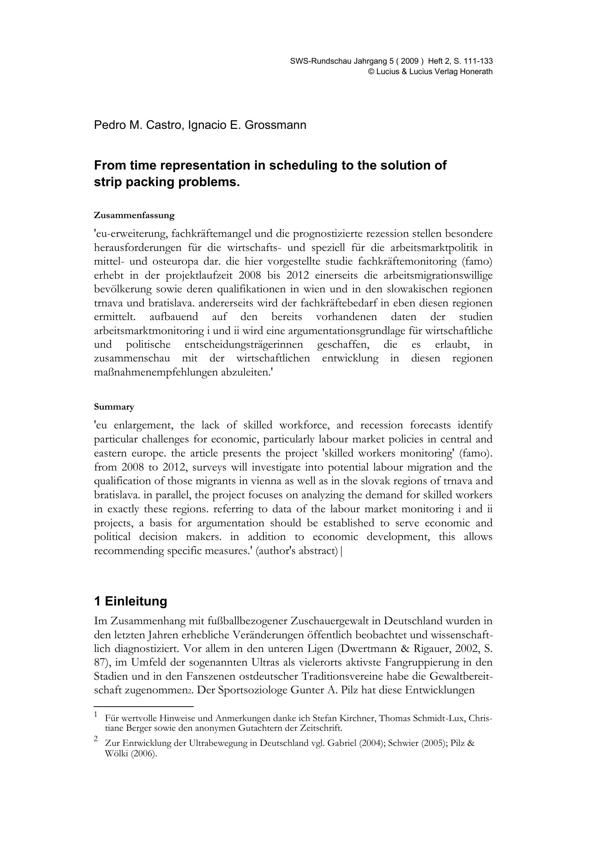 SWS-Rundschau Jahrgang 5 ( 2009 ) Heft 2, S. 111-133
© Lucius & Lucius Verlag Honerath
Pedro M. Castro, Ignacio E. Grossmann
From time representation in scheduling to the solution of
strip packing problems.
Zusammenfassung
'eu-erweiterung, fachkräftemangel und die prognostizierte rezession stellen besondere
herausforderungen für die wirtschafts- und speziell für die arbeitsmarktpolitik in
mittel- und osteuropa dar. die hier vorgestellte studie fachkräftemonitoring (famo)
erhebt in der projektlaufzeit 2008 bis 2012 einerseits die arbeitsmigrationswillige
bevölkerung sowie deren qualifikationen in wien und in den slowakischen regionen
trnava und bratislava. andererseits wird der fachkräftebedarf in eben diesen regionen
ermittelt. aufbauend auf den bereits vorhandenen daten der studien
arbeitsmarktmonitoring i und ii wird eine argumentationsgrundlage für wirtschaftliche
und politische entscheidungsträgerinnen geschaffen, die es erlaubt, in
zusammenschau mit der wirtschaftlichen entwicklung in diesen regionen
maßnahmenempfehlungen abzuleiten.'
Summary
'eu enlargement, the lack of skilled workforce, and recession forecasts identify
particular challenges for economic, particularly labour market policies in central and
eastern europe. the article presents the project 'skilled workers monitoring' (famo).
from 2008 to 2012, surveys will investigate into potential labour migration and the
qualification of those migrants in vienna as well as in the slovak regions of trnava and
bratislava. in parallel, the project focuses on analyzing the demand for skilled workers
in exactly these regions. referring to data of the labour market monitoring i and ii
projects, a basis for argumentation should be established to serve economic and
political decision makers. in addition to economic development, this allows
recommending specific measures.' (author's abstract)|
1 Einleitung
Im Zusammenhang mit fußballbezogener Zuschauergewalt in Deutschland wurden in
den letzten Jahren erhebliche Veränderungen öffentlich beobachtet und wissenschaft-
lich diagnostiziert. Vor allem in den unteren Ligen (Dwertmann & Rigauer, 2002, S.
87), im Umfeld der sogenannten Ultras als vielerorts aktivste Fangruppierung in den
Stadien und in den Fanszenen ostdeutscher Traditionsvereine habe die Gewaltbereit-
schaft zugenommen2. Der Sportsoziologe Gunter A. Pilz hat diese Entwicklungen
1 Für wertvolle Hinweise und Anmerkungen danke ich Stefan Kirchner, Thomas Schmidt-Lux, Chris-
tiane Berger sowie den anonymen Gutachtern der Zeitschrift.
2 Zur Entwicklung der Ultrabewegung in Deutschland vgl. Gabriel (2004); Schwier (2005); Pilz &
Wölki (2006).